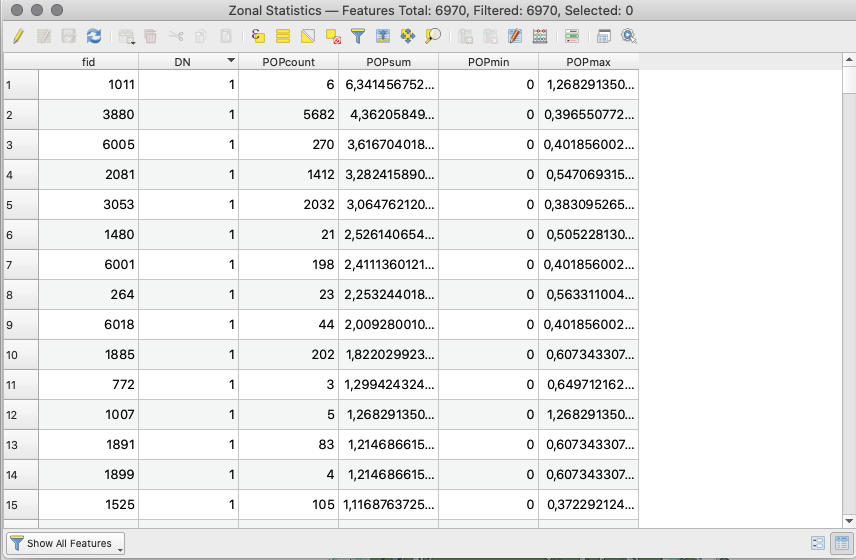 Zonal Statistics — Features Total: 6970, Filtered: 6970, Selected: 0
fid DN POPcount POPsum POPmin POPmax
1 1011 1 6 6,341456752... 0 1,268291350...
2 3880 1 5682 4,36205849... 0 0,396550772...
3 6005 1 270 3,616704018... 0 0,401856002...
4 2081 1 1412 3,282415890... 0 0,547069315...
5 3053 1 2032 3,064762120... 0 0,383095265...
6 1480 1 21 2,526140654... 0 0,505228130...
7 6001 1 198 2,4111360121... 0 0,401856002...
8 264 1 23 2,253244018... 0 0,563311004...
9 6018 1 44 2,009280010... 0 0,401856002...
10 1885 1 202 1,822029923... 0 0,607343307...
11 772 1 3 1,299424324... 0 0,649712162...
12 1007 1 5 1,268291350... 0 1,268291350...
13 1891 1 83 1,214686615... 0 0,607343307...
14 1899 1 4 1,214686615... 0 0,607343307...
15 1525 1 105 1,1168763725... 0 0,372292124...
Show All Features